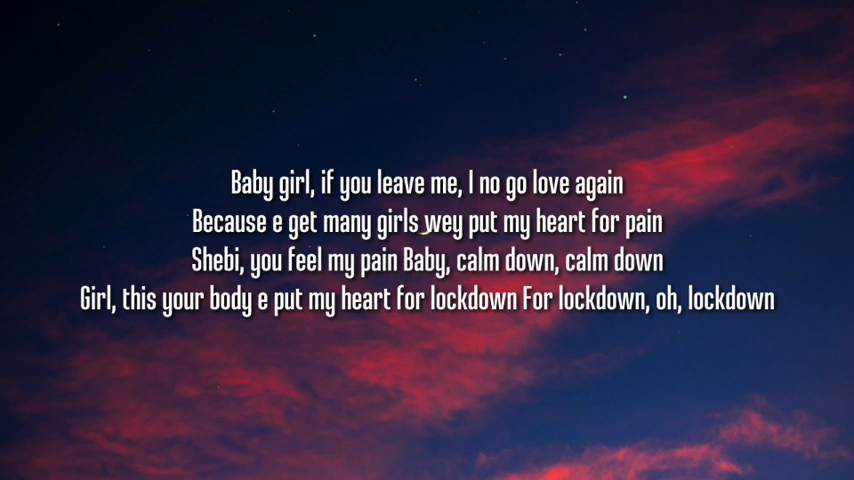 Baby girl, if you leave me, I no go love again
Because e get many girls wey put my heart for pain
Shebi, you feel my pain Baby, calm down, calm down
Girl, this your body e put my heart for lockdown For lockdown, oh, lockdown